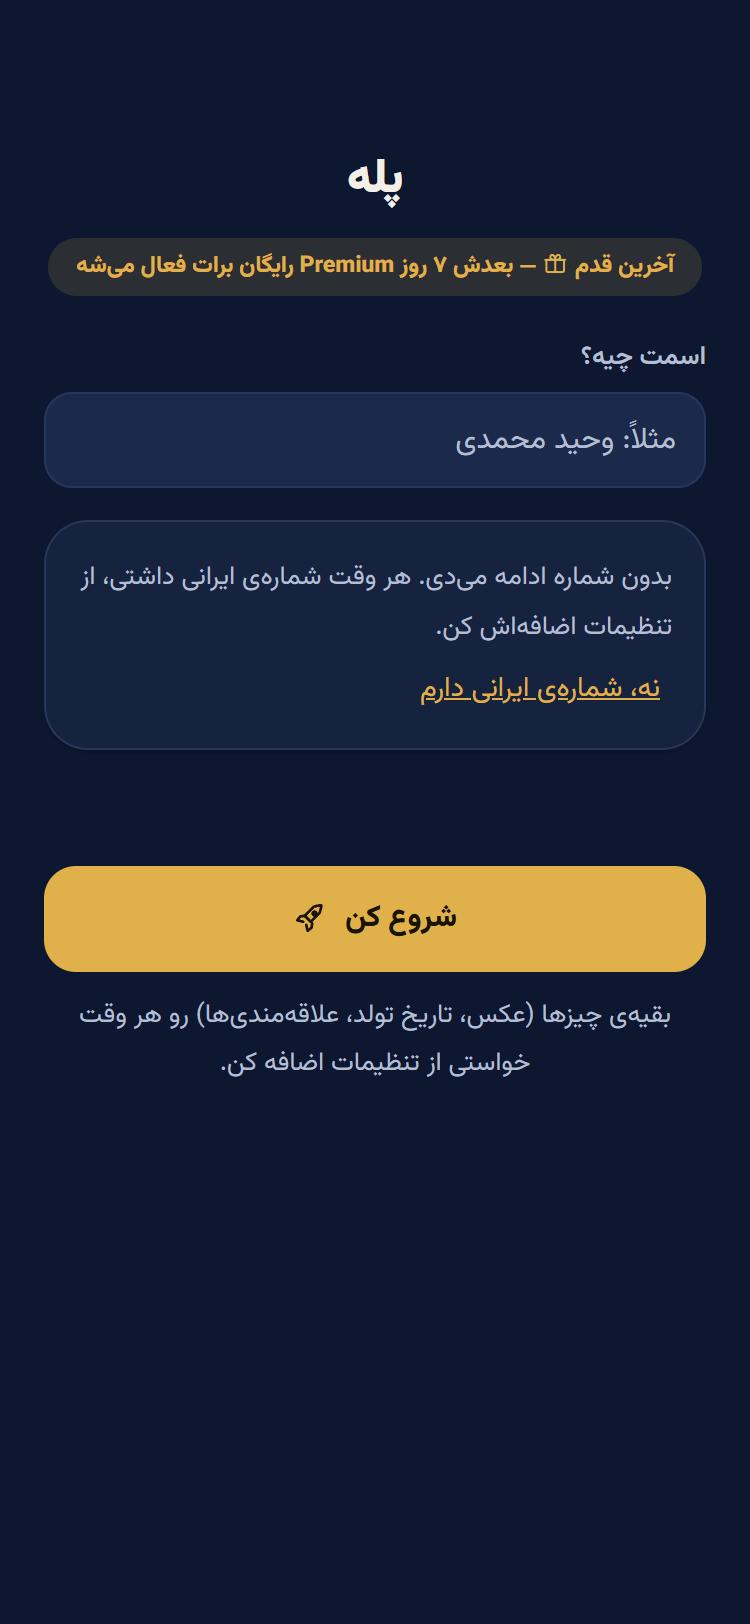 پله
آخرین قدم – بعدش ۷ روز Premium رایگان برات فعال می‌شه
اسمت چیه؟
مثلاً: وحید محمدی
بدون شماره ادامه می‌دی. هر وقت شماره‌ی ایرانی داشتی، از
تنظیمات اضافه‌اش کن.
نه، شماره‌ی ایرانی دارم
شروع کن
بقیه‌ی چیزها (عکس، تاریخ تولد، علاقه‌مندی‌ها) رو هر وقت
خواستی از تنظیمات اضافه کن.